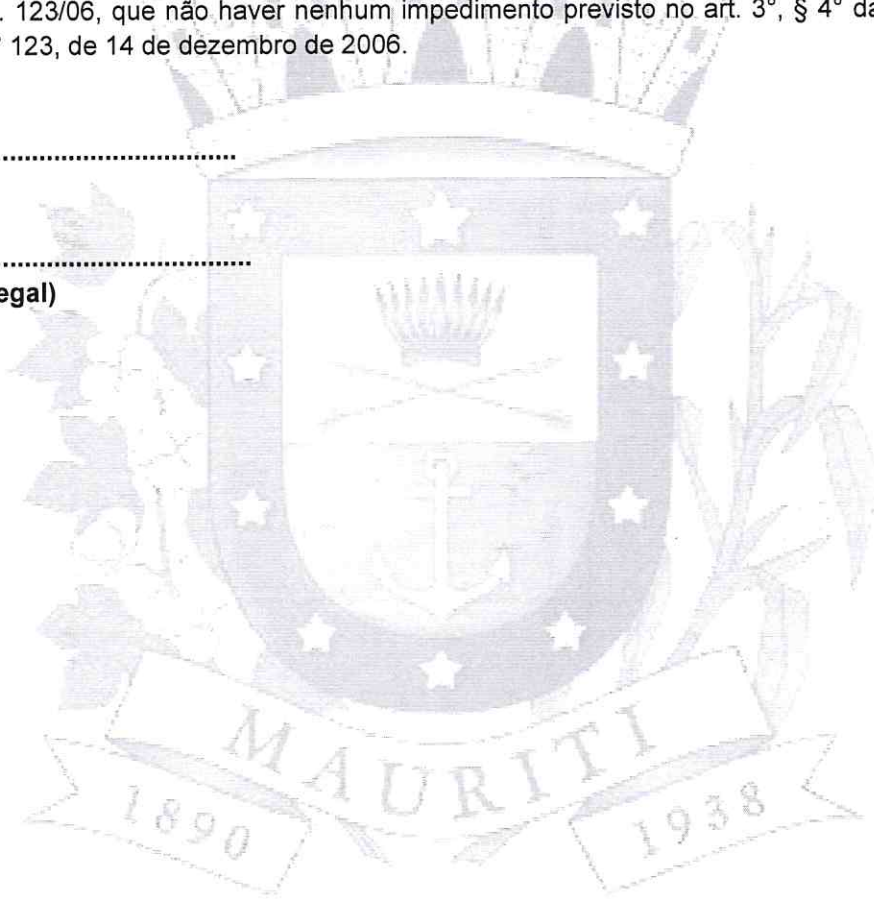 . 123/06, que não haver nenhum impedimento previsto no art. 3º, § 4º da
° 123, de 14 de dezembro de 2006.
........................................
............................................
egal)
MAURITI
1890
1938